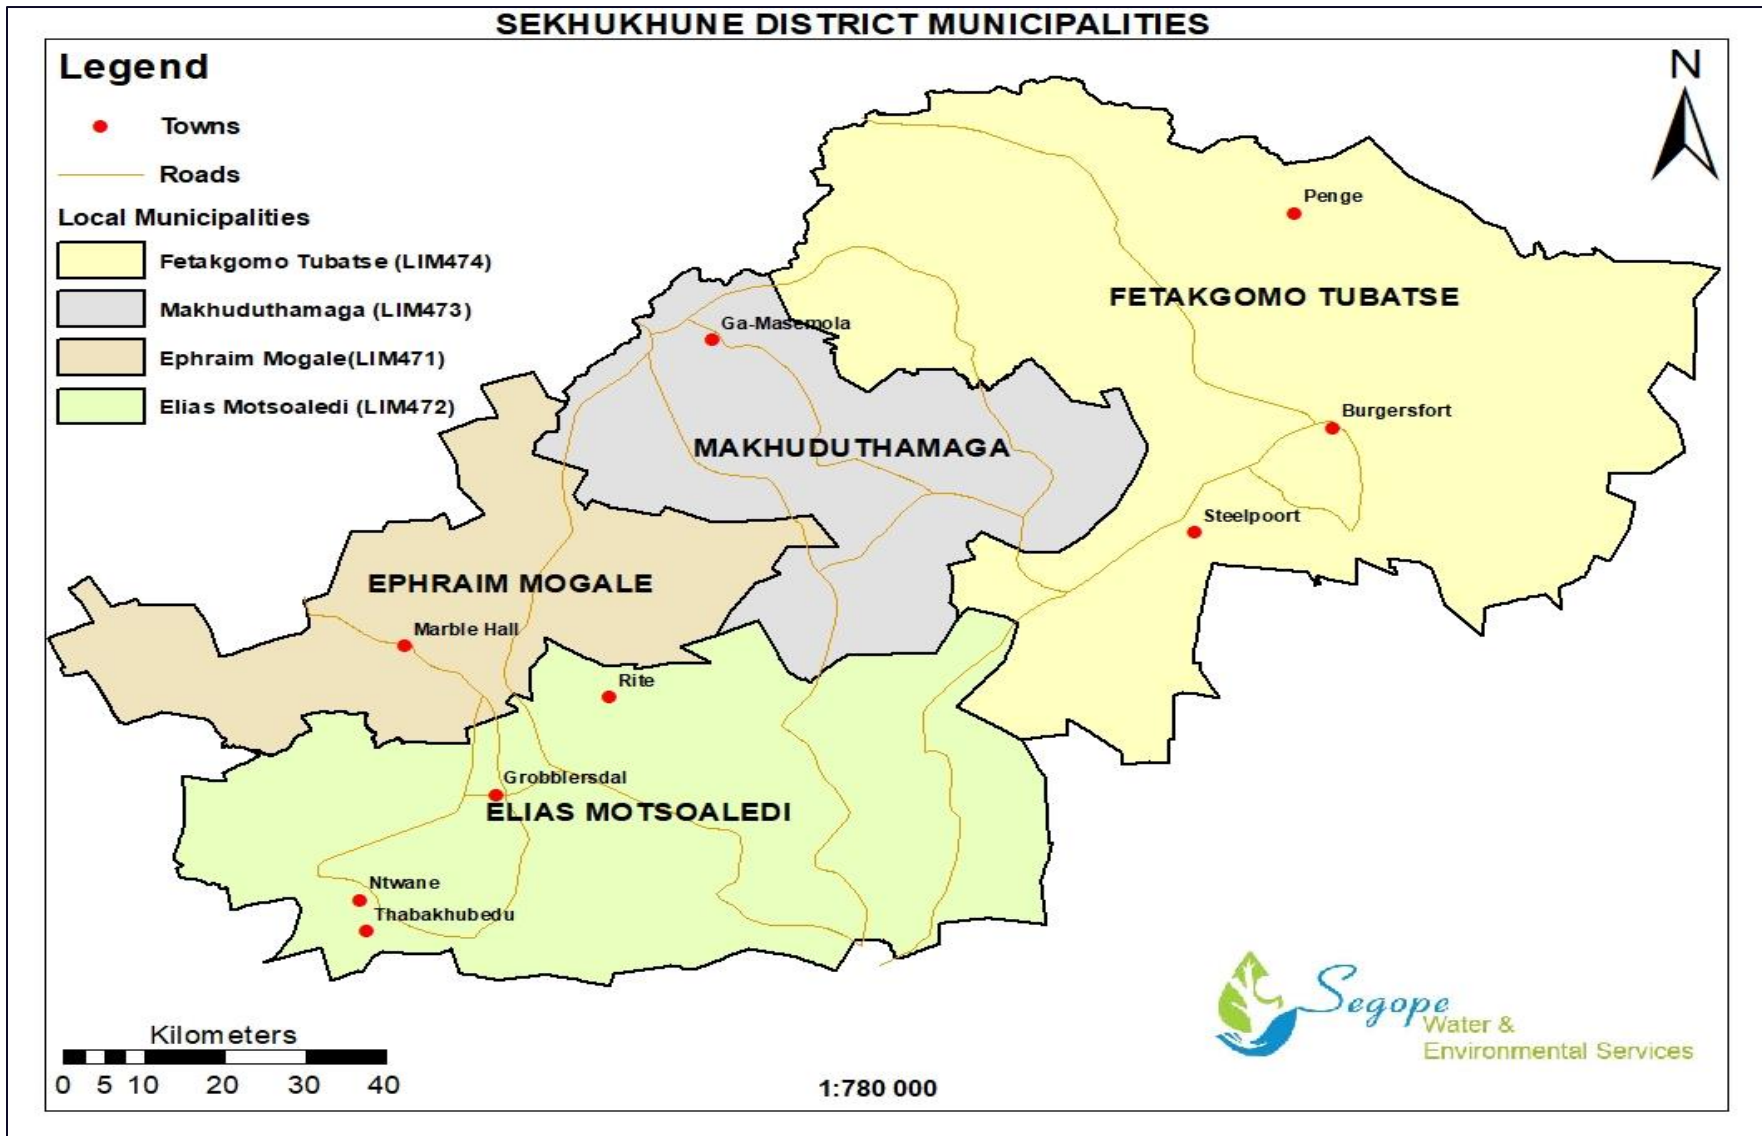 SEKHUKHUNE DISTRICT MUNICIPALITIES
Legend
Towns
Roads
Local Municipalities
Fetakgomo Tubatse (LIM474)
Makhuduthamaga (LIM473)
Ephraim Mogale(LIM471)
Elias Motsoaledi (LIM472)
N
Penge
FETAKGOMO TUBATSE
Ga-Masemola
Burgersfort
MAKHUDUTHAMAGA
Steelpoort
EPHRAIM MOGALE
Marble Hall
Rite
Grobblersdal
ELIAS MOTSOALEDI
Ntwane
Thabakhubedu
Kilometers
0 5 10 20 30 40
1:780 000
Segope
Water &
Environmental Services